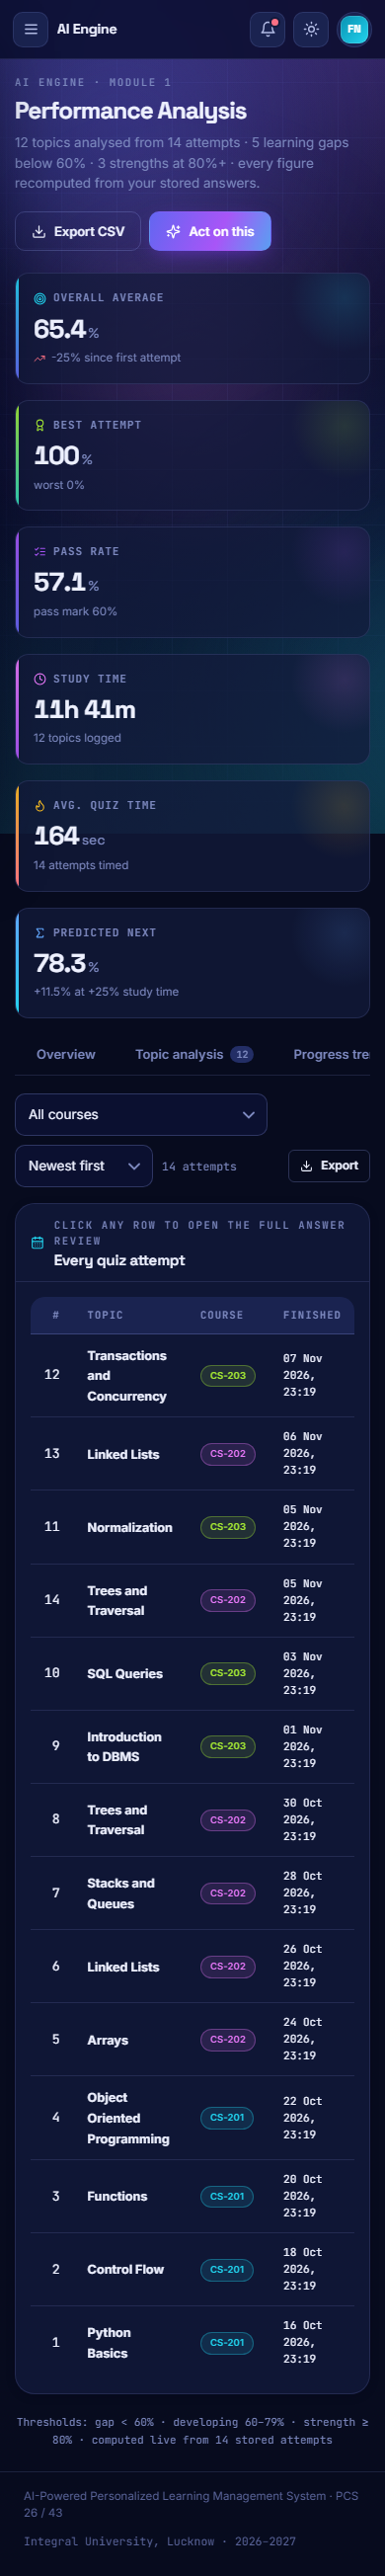 AI Engine
FN
AI ENGINE · MODULE 1
Performance Analysis
12 topics analysed from 14 attempts · 5 learning gaps
below 60% · 3 strengths at 80%+ · every figure
recomputed from your stored answers.
Export CSV
Act on this
OVERALL AVERAGE
65.4%
-25% since first attempt
BEST ATTEMPT
100%
worst 0%
PASS RATE
57.1%
pass mark 60%
STUDY TIME
11h 41m
12 topics logged
AVG. QUIZ TIME
164 sec
14 attempts timed
PREDICTED NEXT
78.3%
+11.5% at +25% study time
Overview Topic analysis 12 Progress tre
All courses
Newest first 14 attempts Export
CLICK ANY ROW TO OPEN THE FULL ANSWER
REVIEW
Every quiz attempt
# TOPIC COURSE FINISHED
12 Transactions and Concurrency CS-203 07 Nov 2026, 23:19
13 Linked Lists CS-202 06 Nov 2026, 23:19
11 Normalization CS-203 05 Nov 2026, 23:19
14 Trees and Traversal CS-202 05 Nov 2026, 23:19
10 SQL Queries CS-203 03 Nov 2026, 23:19
9 Introduction to DBMS CS-203 01 Nov 2026, 23:19
8 Trees and Traversal CS-202 30 Oct 2026, 23:19
7 Stacks and Queues CS-202 28 Oct 2026, 23:19
6 Linked Lists CS-202 26 Oct 2026, 23:19
5 Arrays CS-202 24 Oct 2026, 23:19
4 Object Oriented Programming CS-201 22 Oct 2026, 23:19
3 Functions CS-201 20 Oct 2026, 23:19
2 Control Flow CS-201 18 Oct 2026, 23:19
1 Python Basics CS-201 16 Oct 2026, 23:19
Thresholds: gap < 60% · developing 60–79% · strength ≥
80% · computed live from 14 stored attempts
AI-Powered Personalized Learning Management System · PCS
26 / 43
Integral University, Lucknow · 2026-2027